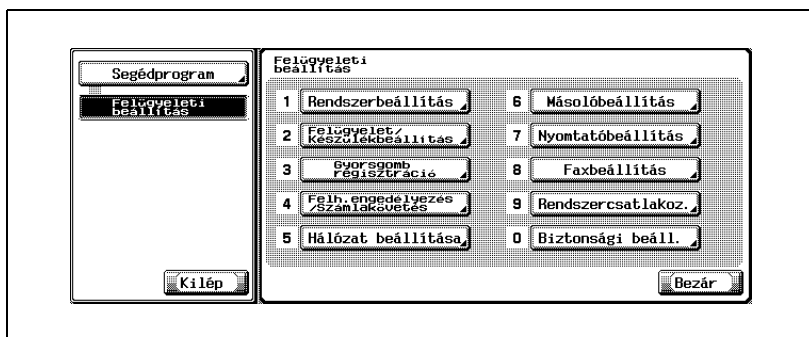 Segédprogram
Felügyeleti
beállítás
Kilép
Felügyeleti
beállítás
1 Rendszerbeállítás
2 Felügyelet/
Készülékbeállítás
3 Gyorsgomb
regisztráció
4 Felh.engedélyezés
/Számlakövetés
5 Hálózat beállítása
6 Másolóbeállítás
7 Nyomtatóbeállítás
8 Faxbeállítás
9 Rendszercsatlakoz.
0 Biztonsági beáll.
Bezár